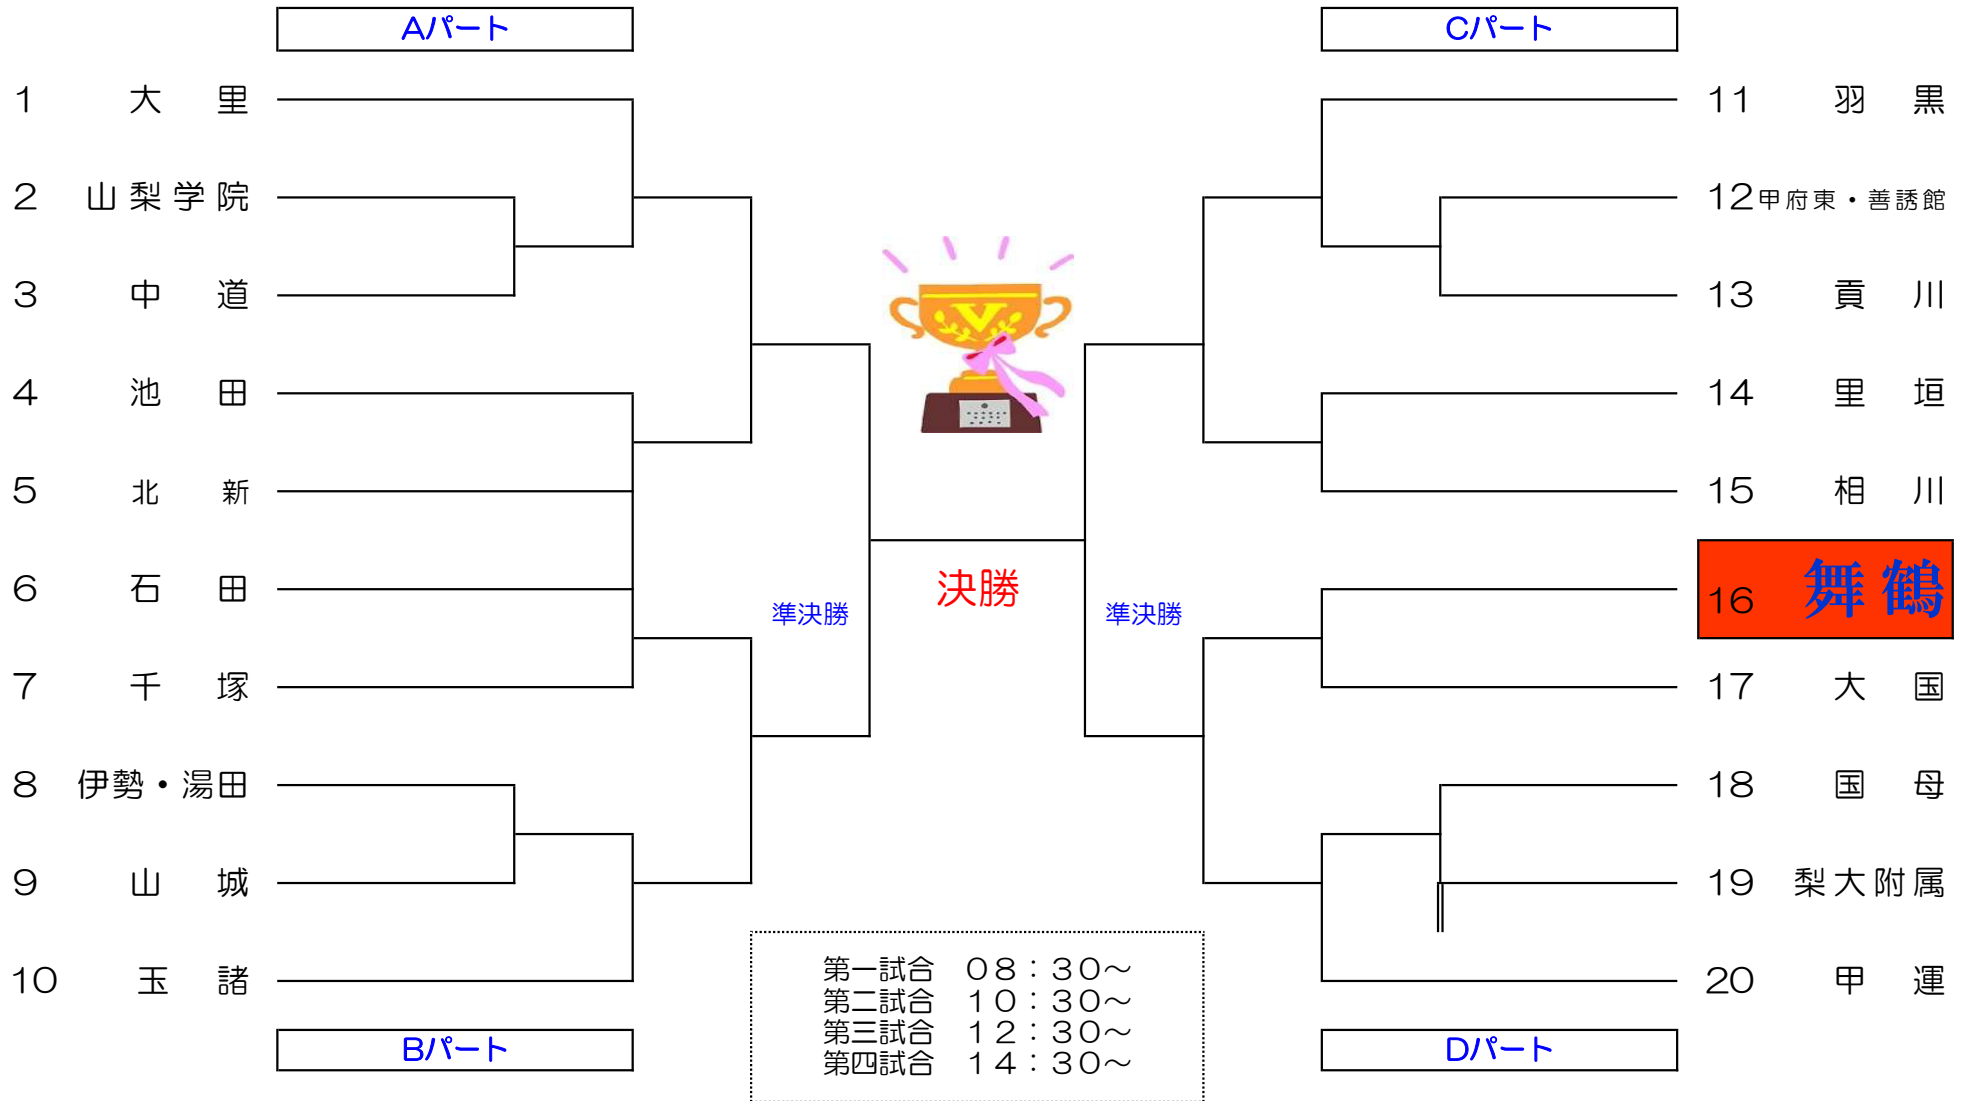 Aパート
1 大里
2 山梨学院
3 中道
4 池田
5 北新
6 石田
7 千塚
8 伊勢・湯田
9 山城
10 玉諸
Bパート
V
準決勝
決勝
準決勝
第一試合 08：30～
第二試合 10：30～
第三試合 12：30～
第四試合 14：30～
Cパート
11 羽黒
12 甲府東・善誘館
13 貢川
14 里垣
15 相川
16 舞鶴
17 大国
18 国母
19 梨大附属
20 甲運
Dパート